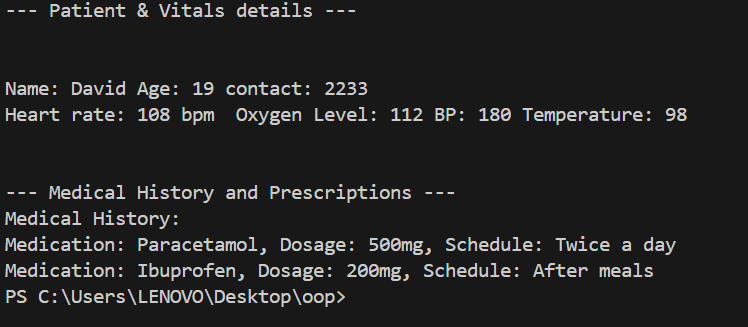 --- Patient & Vitals details ---
Name: David Age: 19 contact: 2233
Heart rate: 108 bpm  Oxygen Level: 112 BP: 180 Temperature: 98
--- Medical History and Prescriptions ---
Medical History:
Medication: Paracetamol, Dosage: 500mg, Schedule: Twice a day
Medication: Ibuprofen, Dosage: 200mg, Schedule: After meals
PS C:\Users\LENOVO\Desktop\oop>